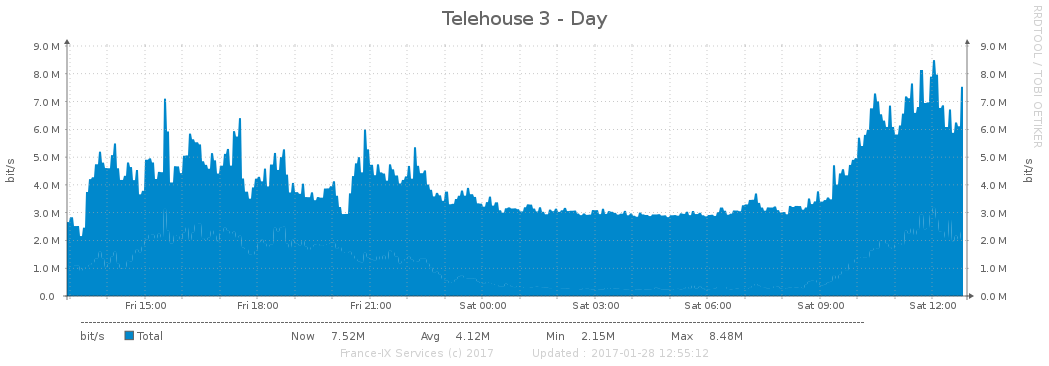 Telehouse 3 - Day
RRDTOOL / TOBI OETIKER
9.0 M 9.0 M
8.0 M 8.0 M
7.0 M 7.0 M
6.0 M 6.0 M
5.0 M 5.0 M
4.0 M 4.0 M
3.0 M 3.0 M
2.0 M 2.0 M
1.0 M 1.0 M
0.0 0.0 M
bit/s bit/s
Fri 15:00 Fri 18:00 Fri 21:00 Sat 00:00 Sat 03:00 Sat 06:00 Sat 09:00 Sat 12:00
bit/s Total Now 7.52M Avg 4.12M Min 2.15M Max 8.48M
France-IX Services (c) 2017 Updated : 2017-01-28 12:55:12